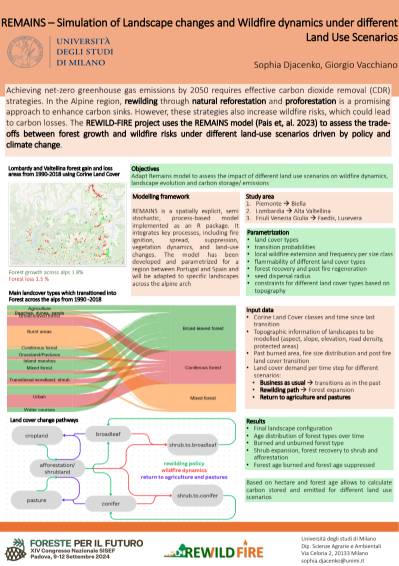 REMAINS – Simulation of Landscape changes and Wildfire dynamics under different
Land Use Scenarios
UNIVERSITÀ
DEGLI STUDI
DI MILANO
Sophia Djacenko, Giorgio Vacchiano
Achieving net-zero greenhouse gas emissions by 2050 requires effective carbon dioxide removal (CDR)
strategies. In the Alpine region, rewilding through natural reforestation and proforestation is a promising
approach to enhance carbon sinks. However, these strategies also increase wildfire risks, which could lead
to carbon losses. The REWILD-FIRE project uses the REMAINS model (Pais et, al. 2023) to assess the trade-
offs between forest growth and wildfire risks under different land-use scenarios driven by policy and
climate change.
Lombardy and Valtellina forest gain and loss
areas from 1990-2018 using Corine Land Cover
Forest growth across alps 1.8%
Forest loss 1.5 %
Main landcover types which transitioned into
Forest across the alps from 1990 -2018
Agriculture
Beaches, dunes, sands
Broad-leaved forest
Burnt areas
Coniferous forest
Grassland/Pastures
Inland marshes
Mixed forest
Transitional woodland, shrub
Urban
Water courses
Broad-leaved forest
Coniferous forest
Mixed forest
Land cover change pathways
cropland
broadleaf
shrub.to.broadleaf
afforestation/
shrubland
rewilding policy
wildfire dynamics
return to agriculture and pastures
pasture
conifer
shrub.to.conifer
Objectives
Adapt Remains model to assess the impact of different land use scenarios on wildfire dynamics,
landscape evolution and carbon storage/ emissions
Modelling framework
REMAINS is a spatially explicit, semi
stochastic, process-based model
implemented as an R package. It
integrates key processes, including fire
ignition, spread, suppression,
vegetation dynamics, and land-use
changes. The model has been
developed and parametrized for a
region between Portugal and Spain and
will be adapted to specific landscapes
across the alpine arch
Study area
1. Piemonte → Biella
2. Lombardia → Alta Valtellina
3. Friuli Venezia Giulia → Faedis, Lusevera
Parametrization
• land cover types
• transition probabilities
• local wildfire extension and frequency per size class
• flammability of different land cover types
• forest recovery and post fire regeneration
• seed dispersal radius
• constraints for different land cover types based on
topography
Input data
• Corine Land Cover classes and time since last
transition
• Topographic information of landscapes to be
modelled (aspect, slope, elevation, road density,
protected areas)
• Past burned area, fire size distribution and post fire
land cover transition
• Land cover demand per time step for different
scenarios:
• Business as usual → transitions as in the past
• Rewilding path → Forest expansion
• Return to agriculture and pastures
Results
• Final landscape configuration
• Age distribution of forest types over time
• Burned and unburned forest type
• Shrub expansion, forest recovery to shrub and
afforestation
• Forest age burned and forest age suppressed
Based on hectare and forest age allows to calculate
carbon stored and emitted for different land use
scenarios
FORESTE PER IL FUTURO
XIV Congresso Nazionale SISEF
Padova, 9-12 Settembre 2024
REWILD FIRE
Università degli studi di Milano
Dip. Scienze Agrarie e Ambientali
Via Celoria 2, 20133 Milano
sophia.djacenko@unimi.it